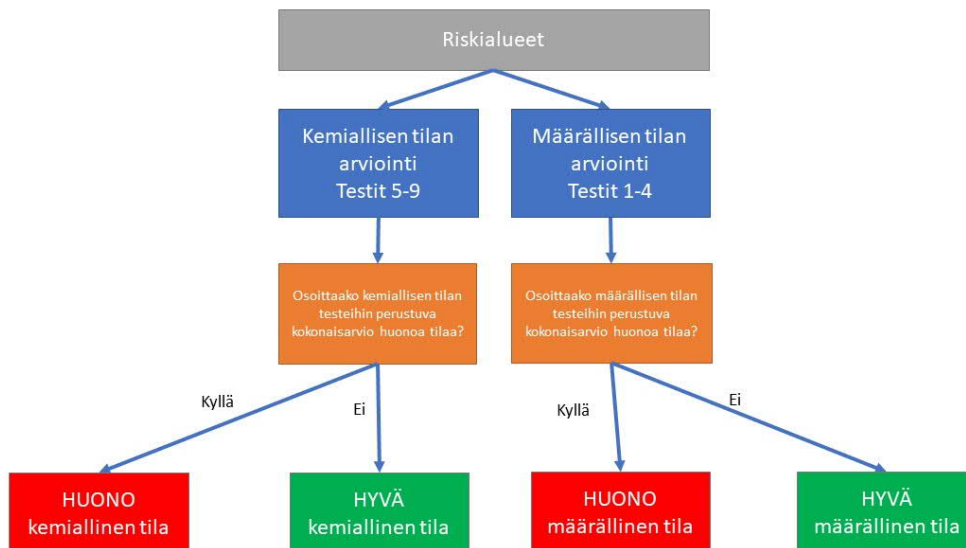 Riskialueet
Kemiallisen tilan
arviointi
Testit 5-9
Määrällisen tilan
arviointi
Testit 1-4
Osoittaako kemiallisen tilan
testeihin perustuva
kokonaisarvio huonoa tilaa?
Osoittaako määrällisen tilan
testeihin perustuva
kokonaisarvio huonoa tilaa?
Kyllä
Ei
Kyllä
Ei
HUONO
kemiallinen tila
HYVÄ
kemiallinen tila
HUONO
määrällinen tila
HYVÄ
määrällinen tila